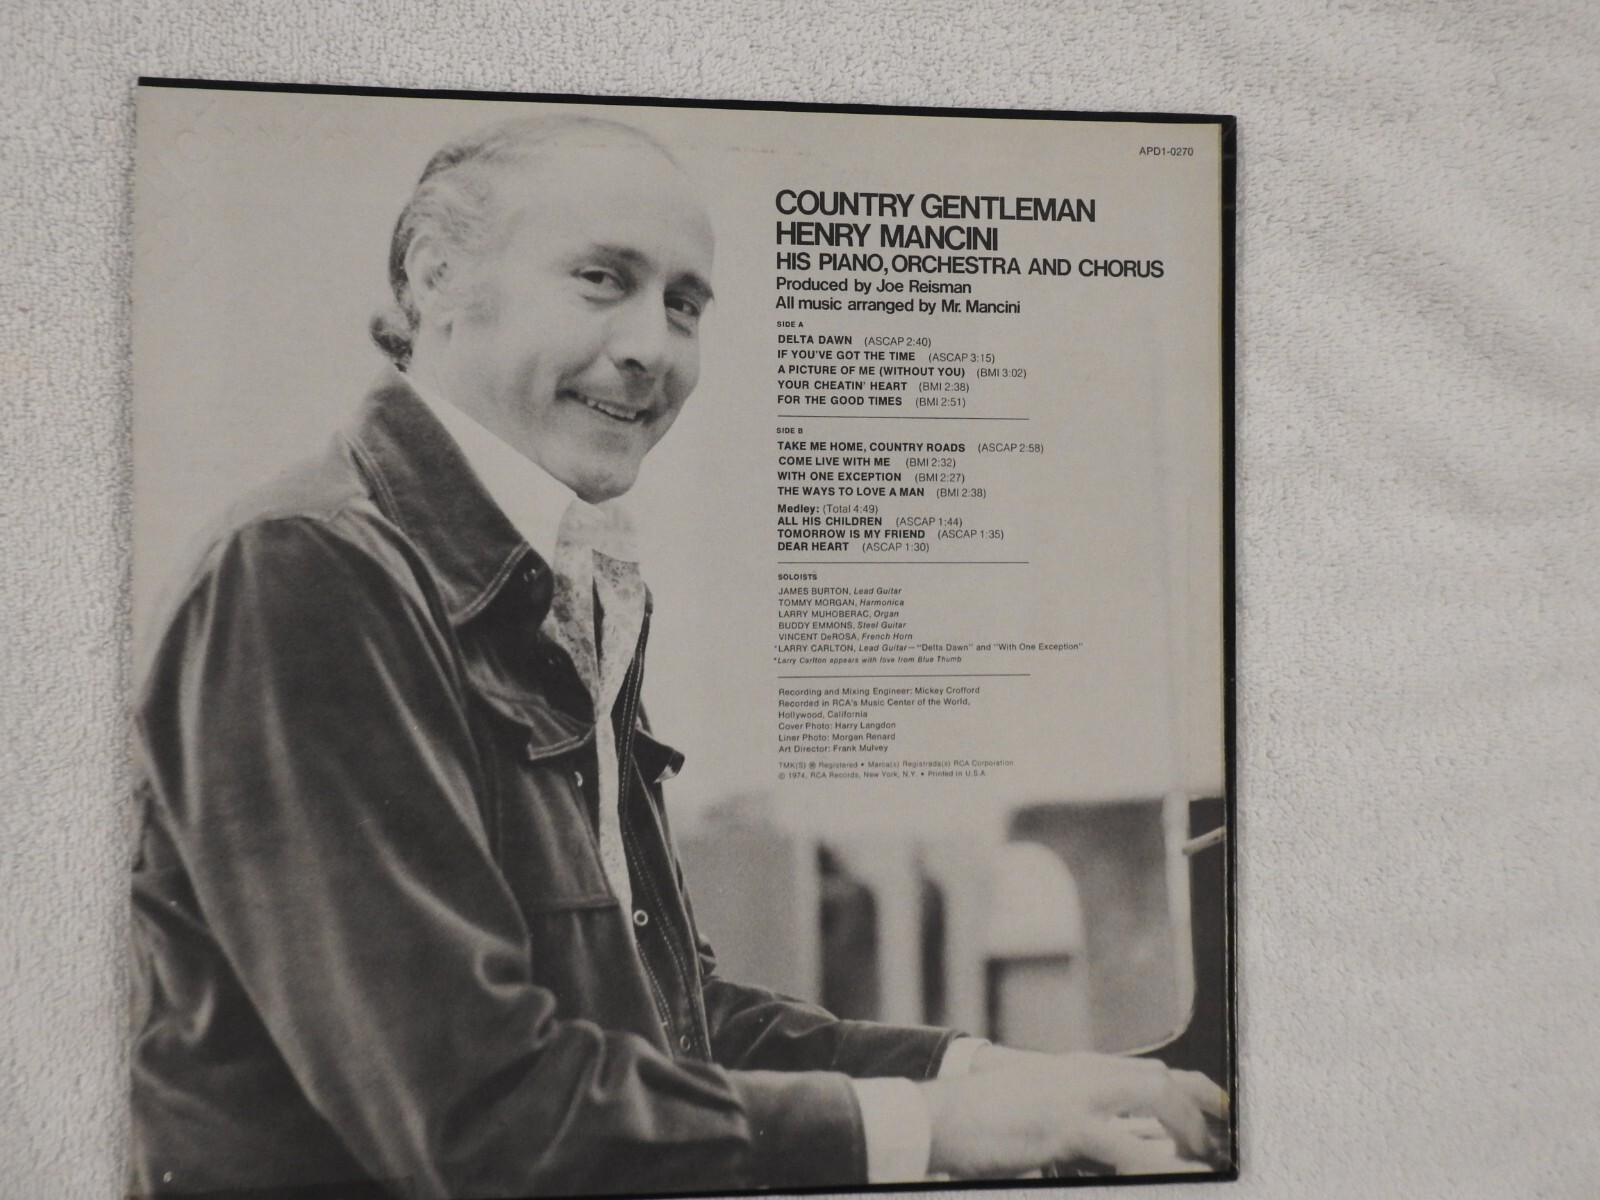 APD1-0270
COUNTRY GENTLEMAN
HENRY MANCINI
HIS PIANO, ORCHESTRA AND CHORUS
Produced by Joe Reisman
All music arranged by Mr. Mancini
SIDE A
DELTA DAWN (ASCAP 2:40)
IF YOU'VE GOT THE TIME (ASCAP 3:15)
A PICTURE OF ME (WITHOUT YOU) (BMI 3:02)
YOUR CHEATIN' HEART (BMI 2:38)
FOR THE GOOD TIMES (BMI 2:51)
SIDE B
TAKE ME HOME, COUNTRY ROADS (ASCAP 2:58)
COME LIVE WITH ME (BMI 2:32)
WITH ONE EXCEPTION (BMI 2:27)
THE WAYS TO LOVE A MAN (BMI 2:38)
Medley: (Total 4:49)
ALL HIS CHILDREN (ASCAP 1:44)
TOMORROW IS MY FRIEND (ASCAP 1:35)
DEAR HEART (ASCAP 1:30)
SOLOISTS
JAMES BURTON, Lead Guitar
TOMMY MORGAN, Harmonica
LARRY MUHOBERAC, Organ
BUDDY EMMONS, Steel Guitar
VINCENT DeROSA, French Horn
*LARRY CARLTON, Lead Guitar—"Delta Dawn" and "With One Exception"
*Larry Carlton appears with love from Blue Thumb
Recording and Mixing Engineer: Mickey Crofford
Recorded in RCA's Music Center of the World,
Hollywood, California
Cover Photo: Harry Langdon
Liner Photo: Morgan Renard
Art Director: Frank Mulvey
TMK(S) ® Registered • Marca(s) Registrada(s) RCA Corporation
© 1974, RCA Records, New York, N.Y. • Printed in U.S.A.